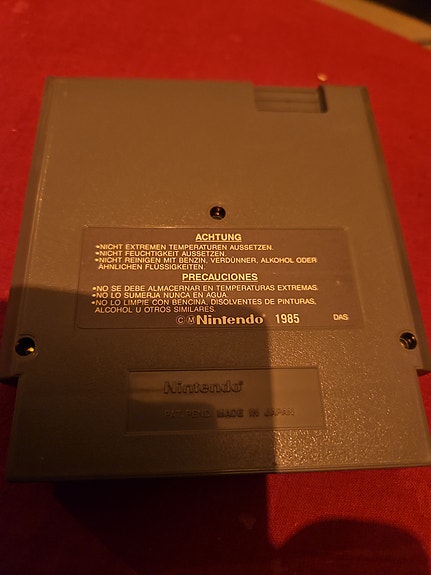 ACHTUNG
•NICHT EXTREMEN TEMPERATUREN AUSSETZEN.
•NICHT FEUCHTIGKEIT AUSSETZEN.
•NICHT REINIGEN MIT BENZIN, VERDÜNNER, ALKOHOL ODER
ÄHNLICHEN FLÜSSIGKEITEN.
PRECAUCIONES
•NO SE DEBE ALMACERNAR EN TEMPERATURAS EXTREMAS.
•NO LO SUMERJA NUNCA EN AGUA.
•NO LO LIMPIE CON BENCINA, DISOLVENTES DE PINTURAS,
ALCOHOL U OTROS SIMILARES.
©Ⓜ Nintendo® 1985 DAS
Nintendo®
PAT. PEND. MADE IN JAPAN